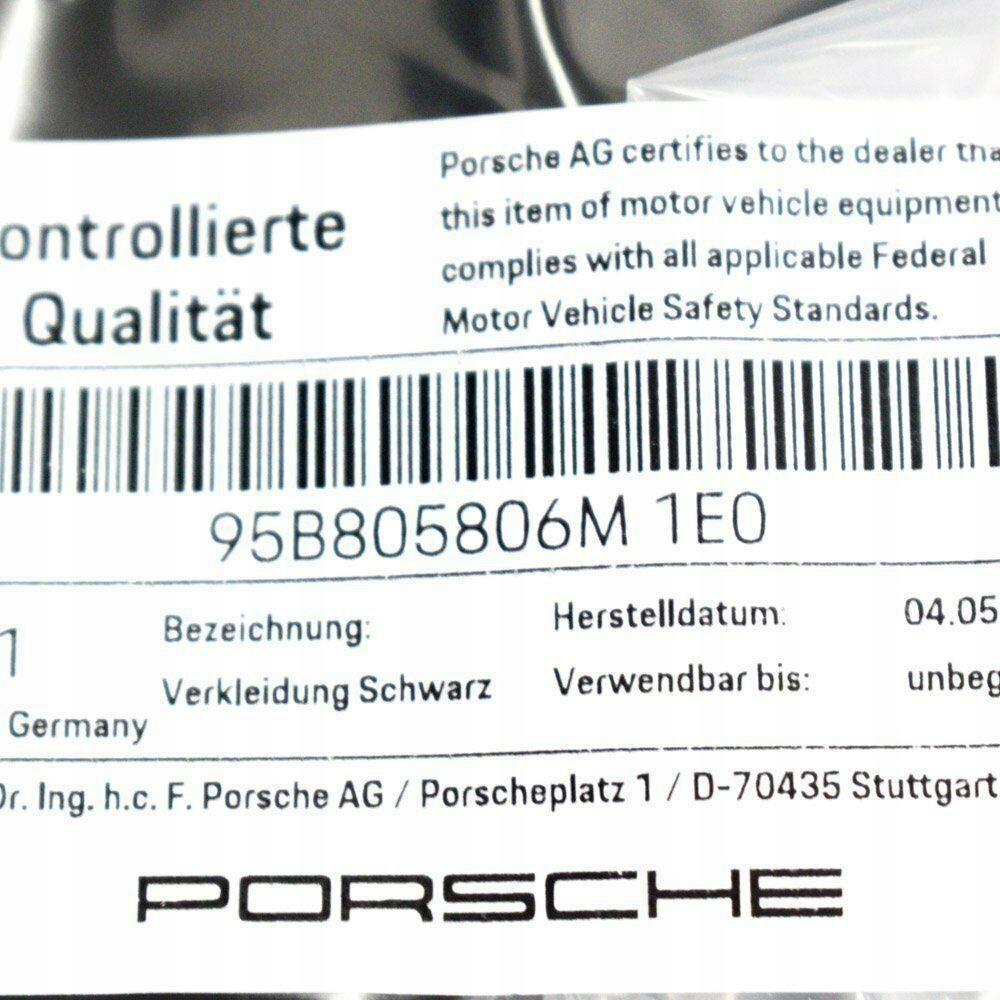 ontrollierte
Qualität
Porsche AG certifies to the dealer tha
this item of motor vehicle equipment
complies with all applicable Federal
Motor Vehicle Safety Standards.
95B805806M 1E0
1
Germany
Bezeichnung:
Verkleidung Schwarz
Herstelldatum: 04.05
Verwendbar bis: unbeg
Dr. Ing. h.c. F. Porsche AG / Porscheplatz 1 / D-70435 Stuttgart
PORSCHE